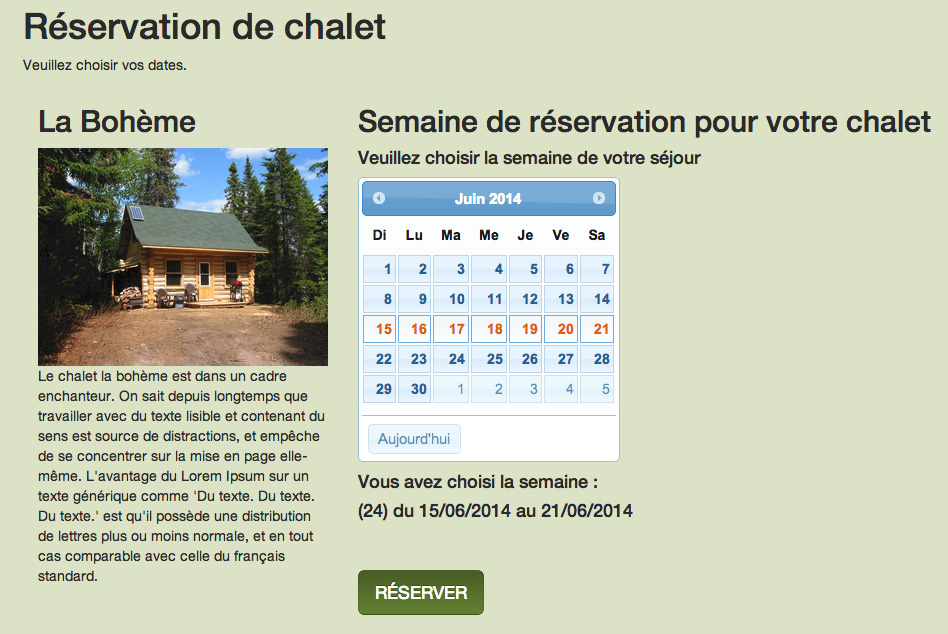 Réservation de chalet
Veuillez choisir vos dates.
La Bohème
Le chalet la bohème est dans un cadre
enchanteur. On sait depuis longtemps que
travailler avec du texte lisible et contenant du
sens est source de distractions, et empêche
de se concentrer sur la mise en page elle-
même. L'avantage du Lorem Ipsum sur un
texte générique comme 'Du texte. Du texte.
Du texte.' est qu'il possède une distribution
de lettres plus ou moins normale, et en tout
cas comparable avec celle du français
standard.
Semaine de réservation pour votre chalet
Veuillez choisir la semaine de votre séjour
Juin 2014
Di Lu Ma Me Je Ve Sa
1 2 3 4 5 6 7
8 9 10 11 12 13 14
15 16 17 18 19 20 21
22 23 24 25 26 27 28
29 30 1 2 3 4 5
Aujourd'hui
Vous avez choisi la semaine :
(24) du 15/06/2014 au 21/06/2014
RÉSERVER